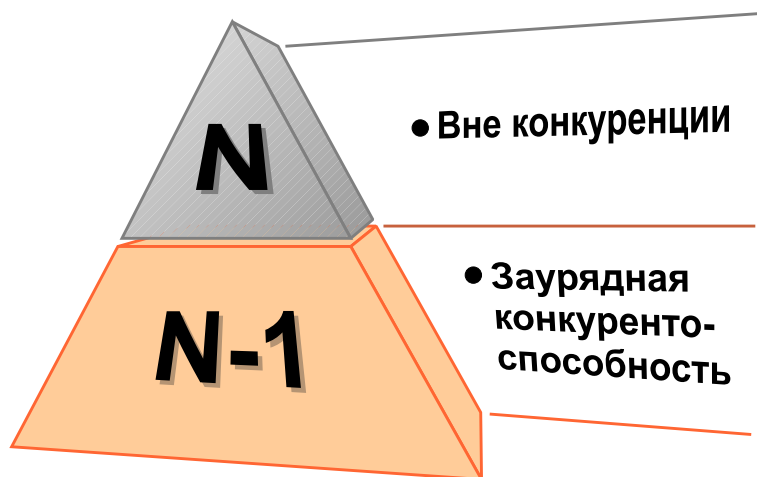 N
• Вне конкуренции
N-1
• Заурядная
конкуренто-
способность